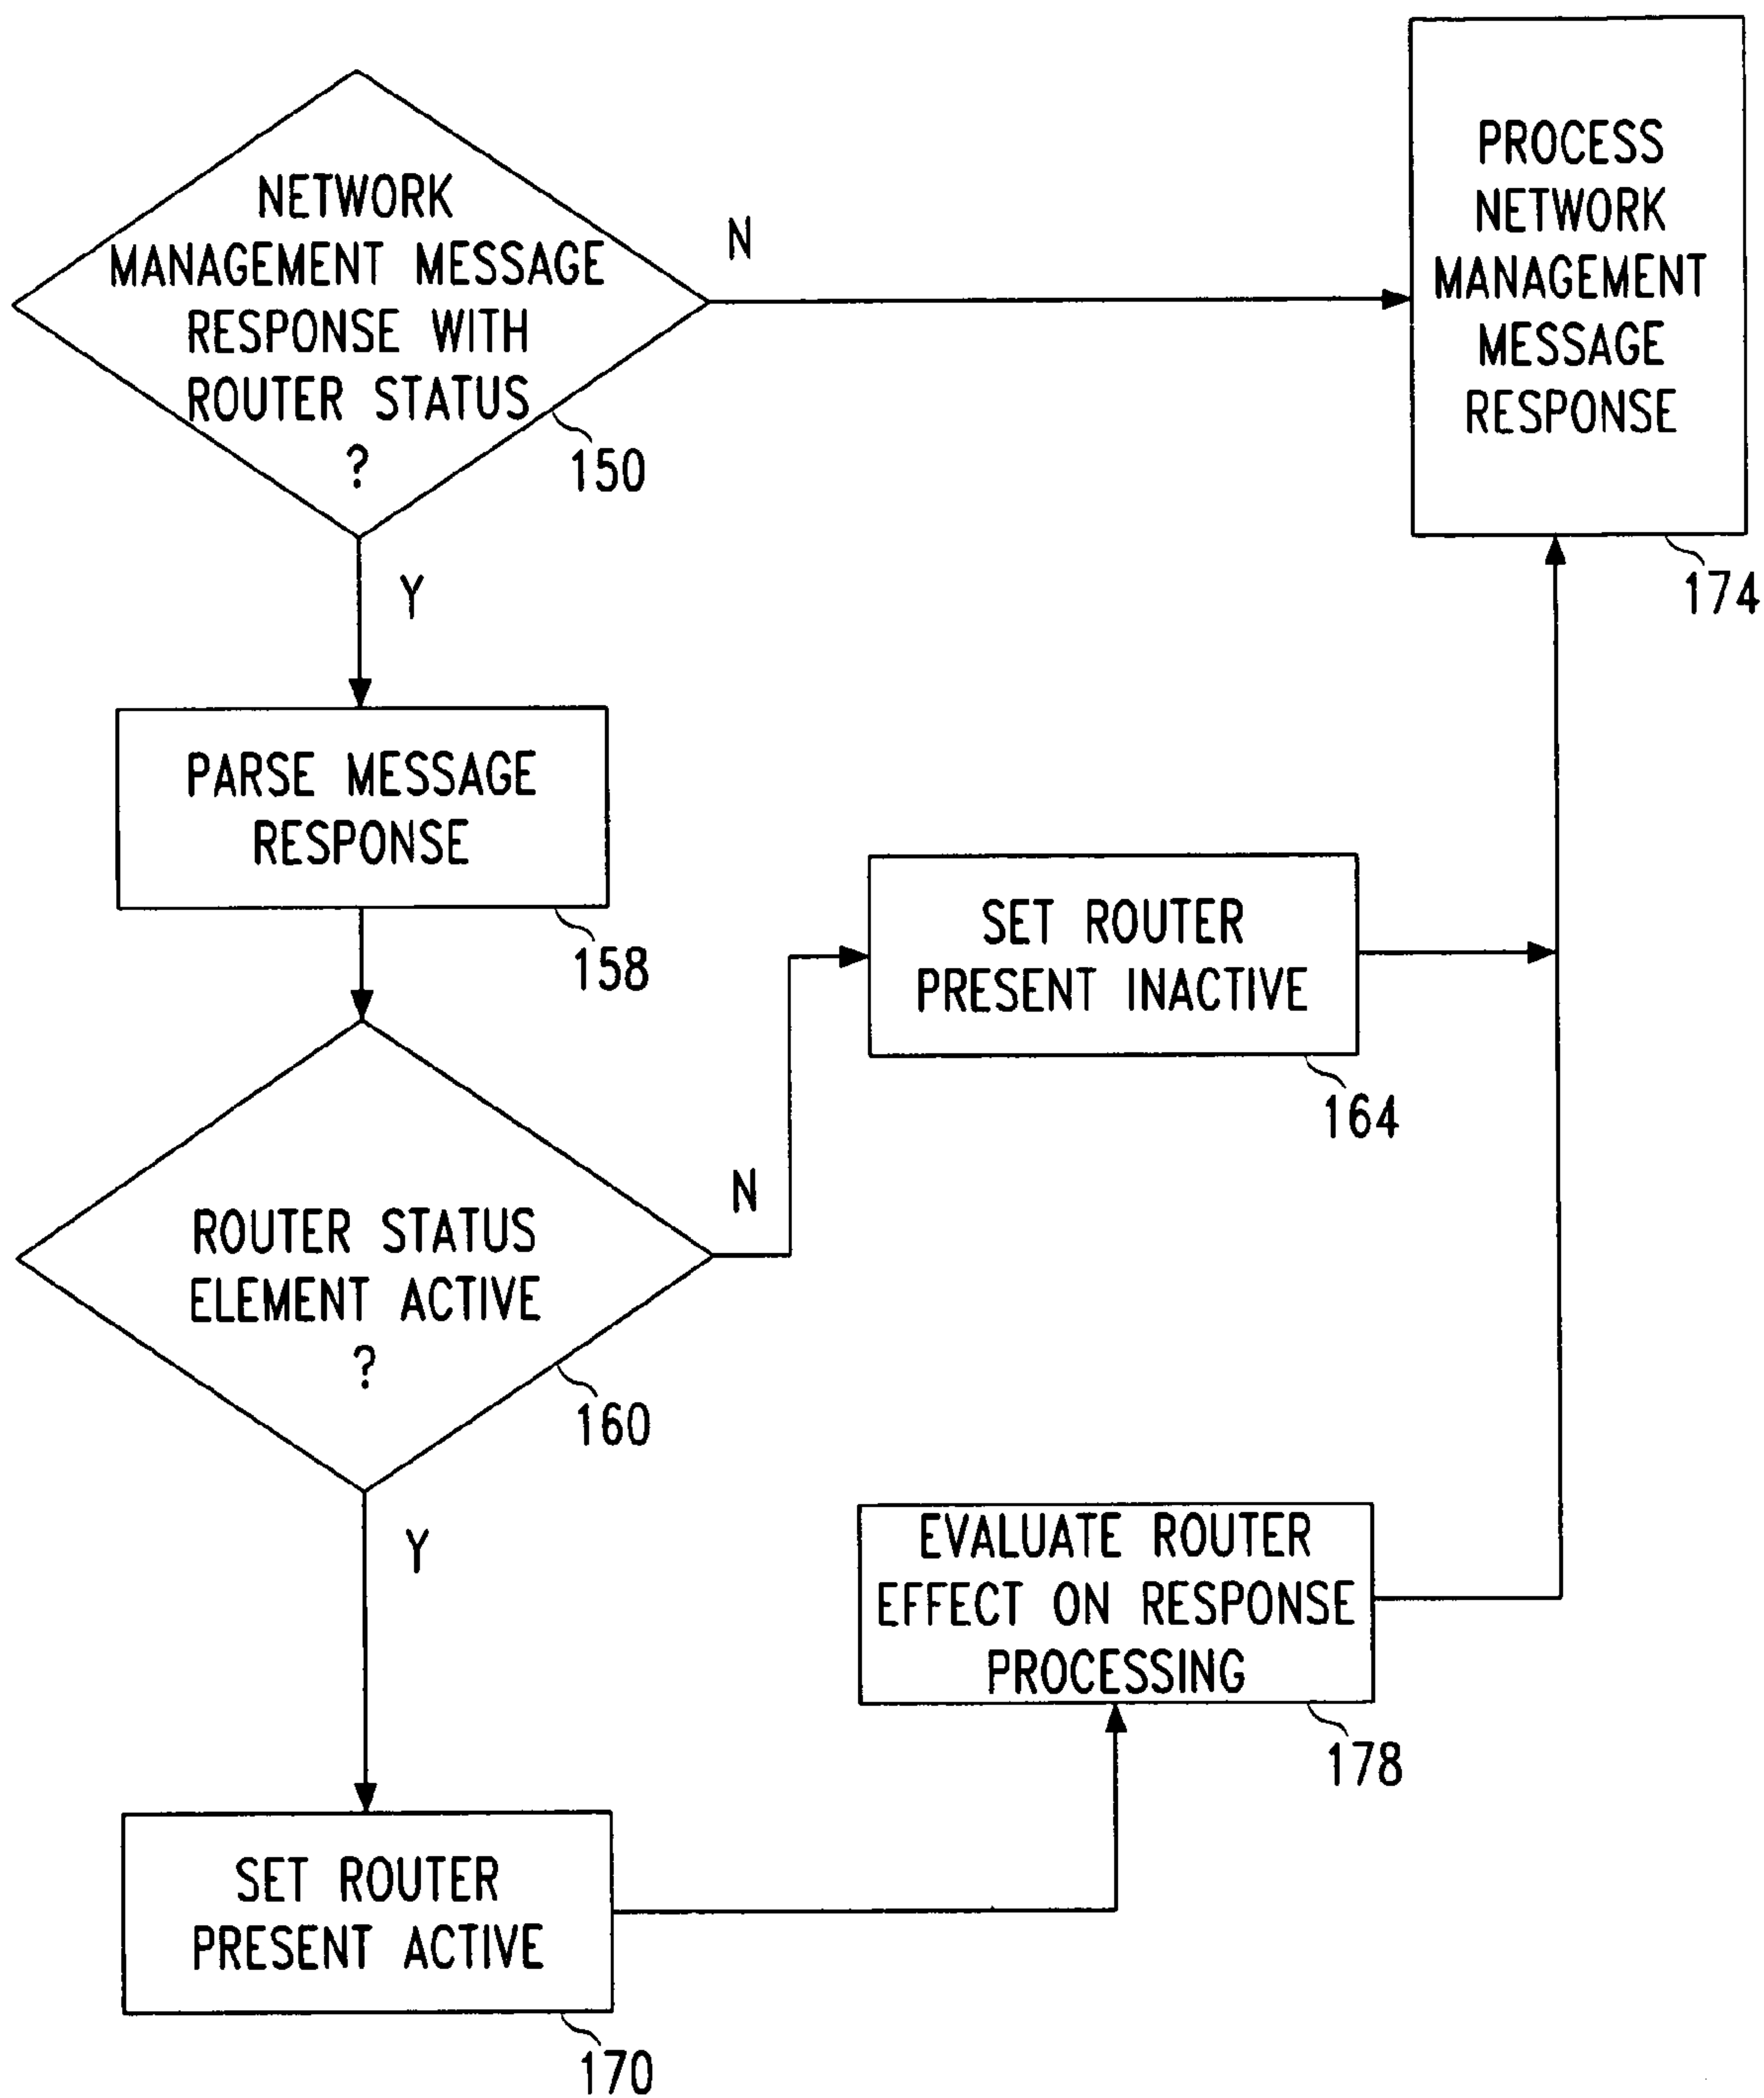 NETWORK
MANAGEMENT MESSAGE
RESPONSE WITH
ROUTER STATUS
?
150
N
Y
PROCESS
NETWORK
MANAGEMENT
MESSAGE
RESPONSE
174
PARSE MESSAGE
RESPONSE
158
SET ROUTER
PRESENT INACTIVE
164
ROUTER STATUS
ELEMENT ACTIVE
?
160
N
Y
EVALUATE ROUTER
EFFECT ON RESPONSE
PROCESSING
178
SET ROUTER
PRESENT ACTIVE
170